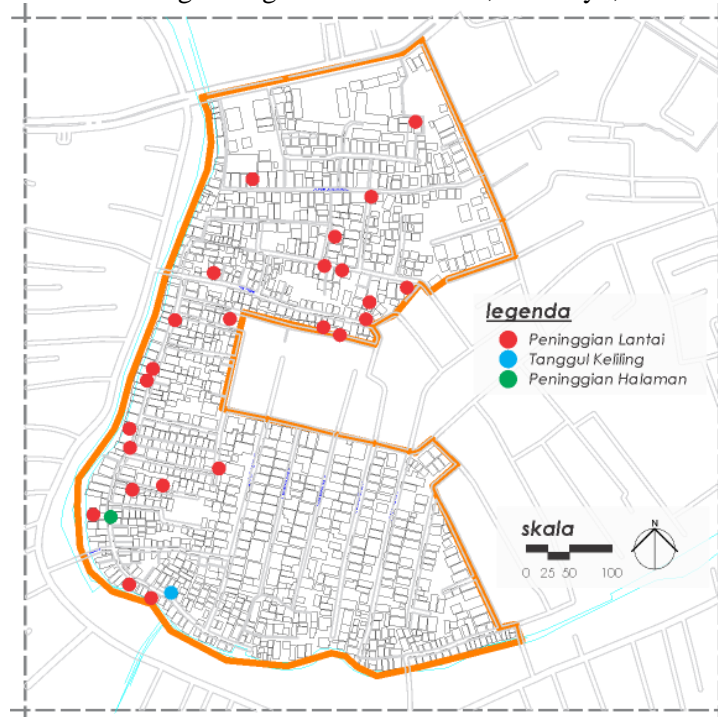 legenda
Peninggian Lantai
Tanggul Keliling
Peninggian Halaman
skala
N
0 25 50 100